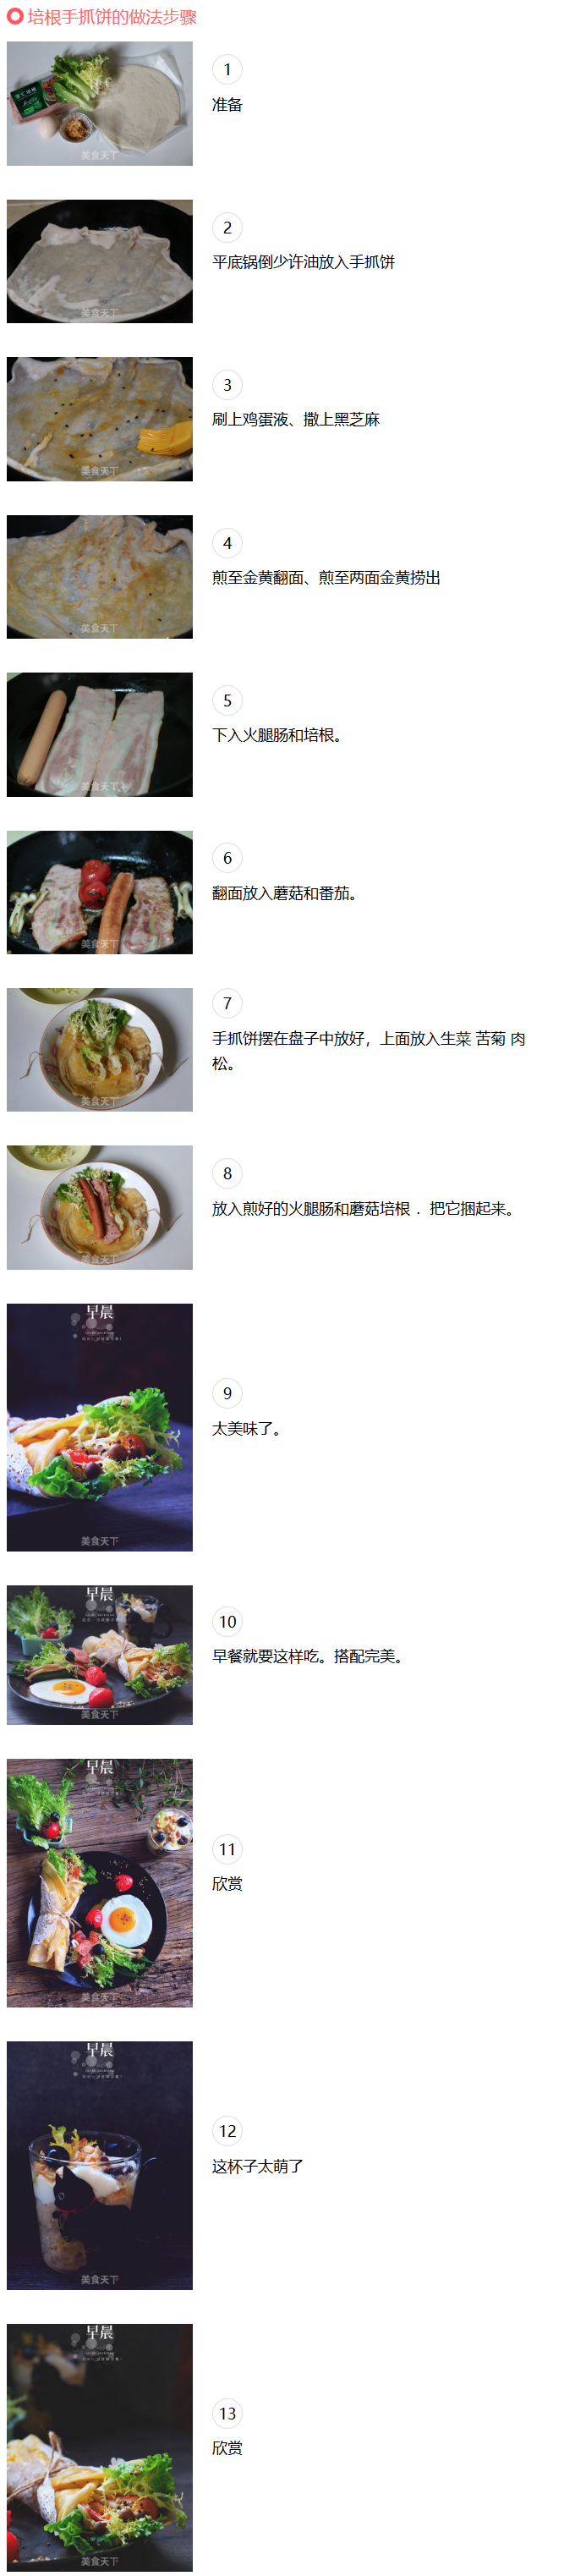 培根手抓饼的做法步骤
1
准备
美食天下
2
平底锅倒少许油放入手抓饼
美食天下
3
刷上鸡蛋液、撒上黑芝麻
美食天下
4
煎至金黄翻面、煎至两面金黄捞出
美食天下
5
下入火腿肠和培根。
美食天下
6
翻面放入蘑菇和番茄。
美食天下
7
手抓饼摆在盘子中放好，上面放入生菜 苦菊 肉
松。
美食天下
8
放入煎好的火腿肠和蘑菇培根 ．把它捆起来。
美食天下
早晨
9
太美味了。
美食天下
早晨
10
早餐就要这样吃。搭配完美。
美食天下
早晨
11
欣赏
美食天下
早晨
12
这杯子太萌了
美食天下
早晨
13
欣赏
美食天下